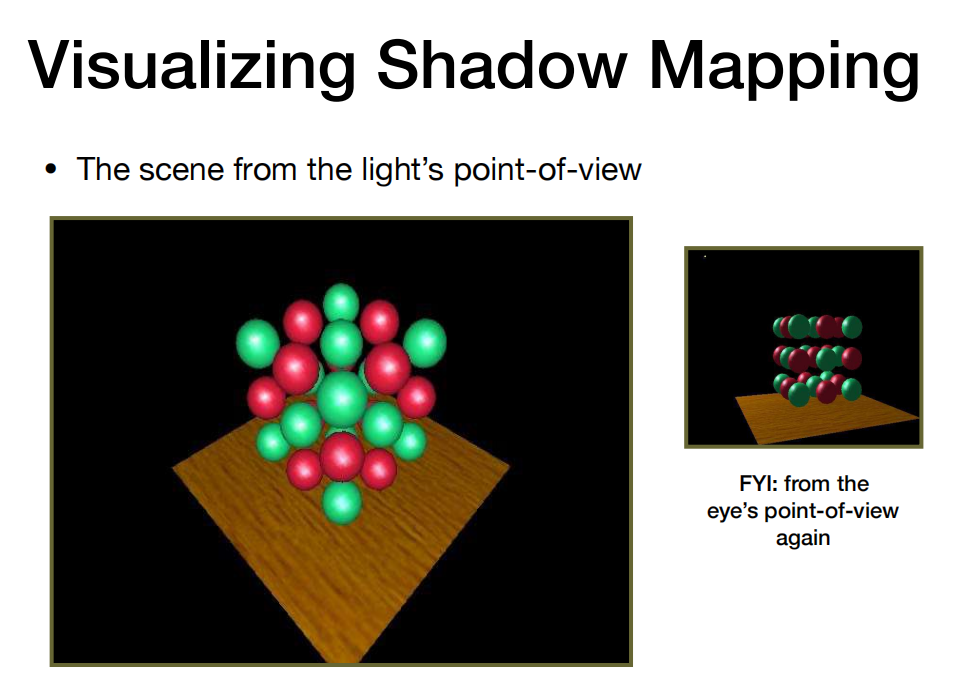 Visualizing Shadow Mapping
• The scene from the light’s point-of-view
FYI: from the
eye’s point-of-view
again